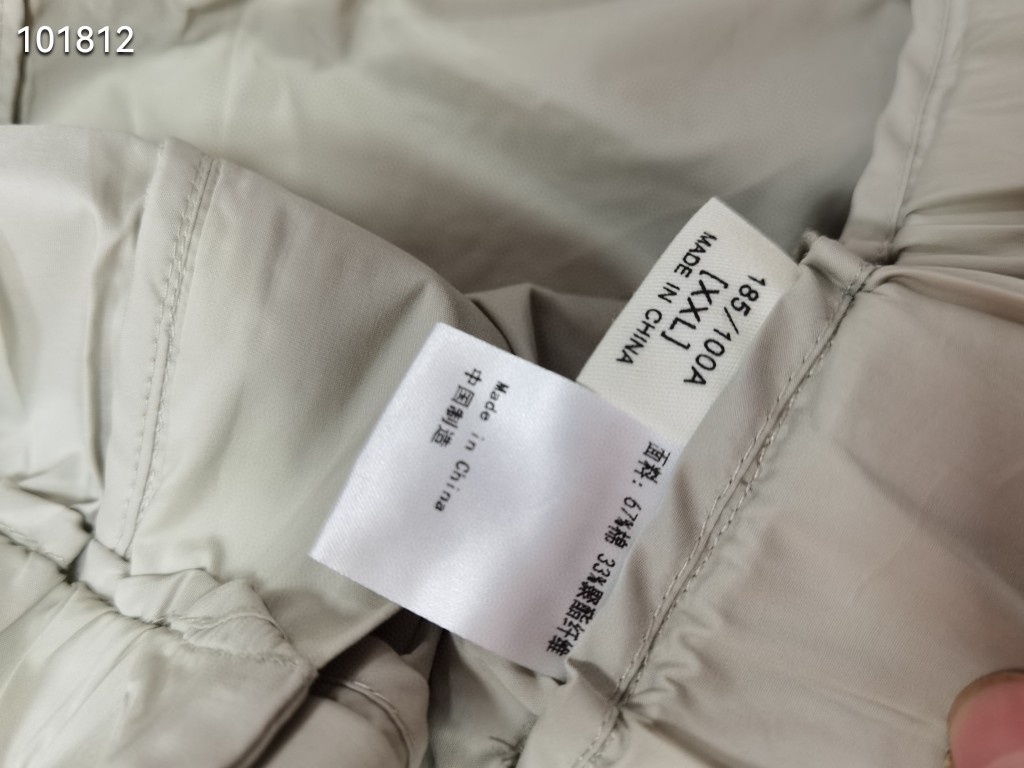 101812
185/100A
[XXL]
MADE IN CHINA
面料: 67%棉 33%聚酯纤维
Made in China
中国制造